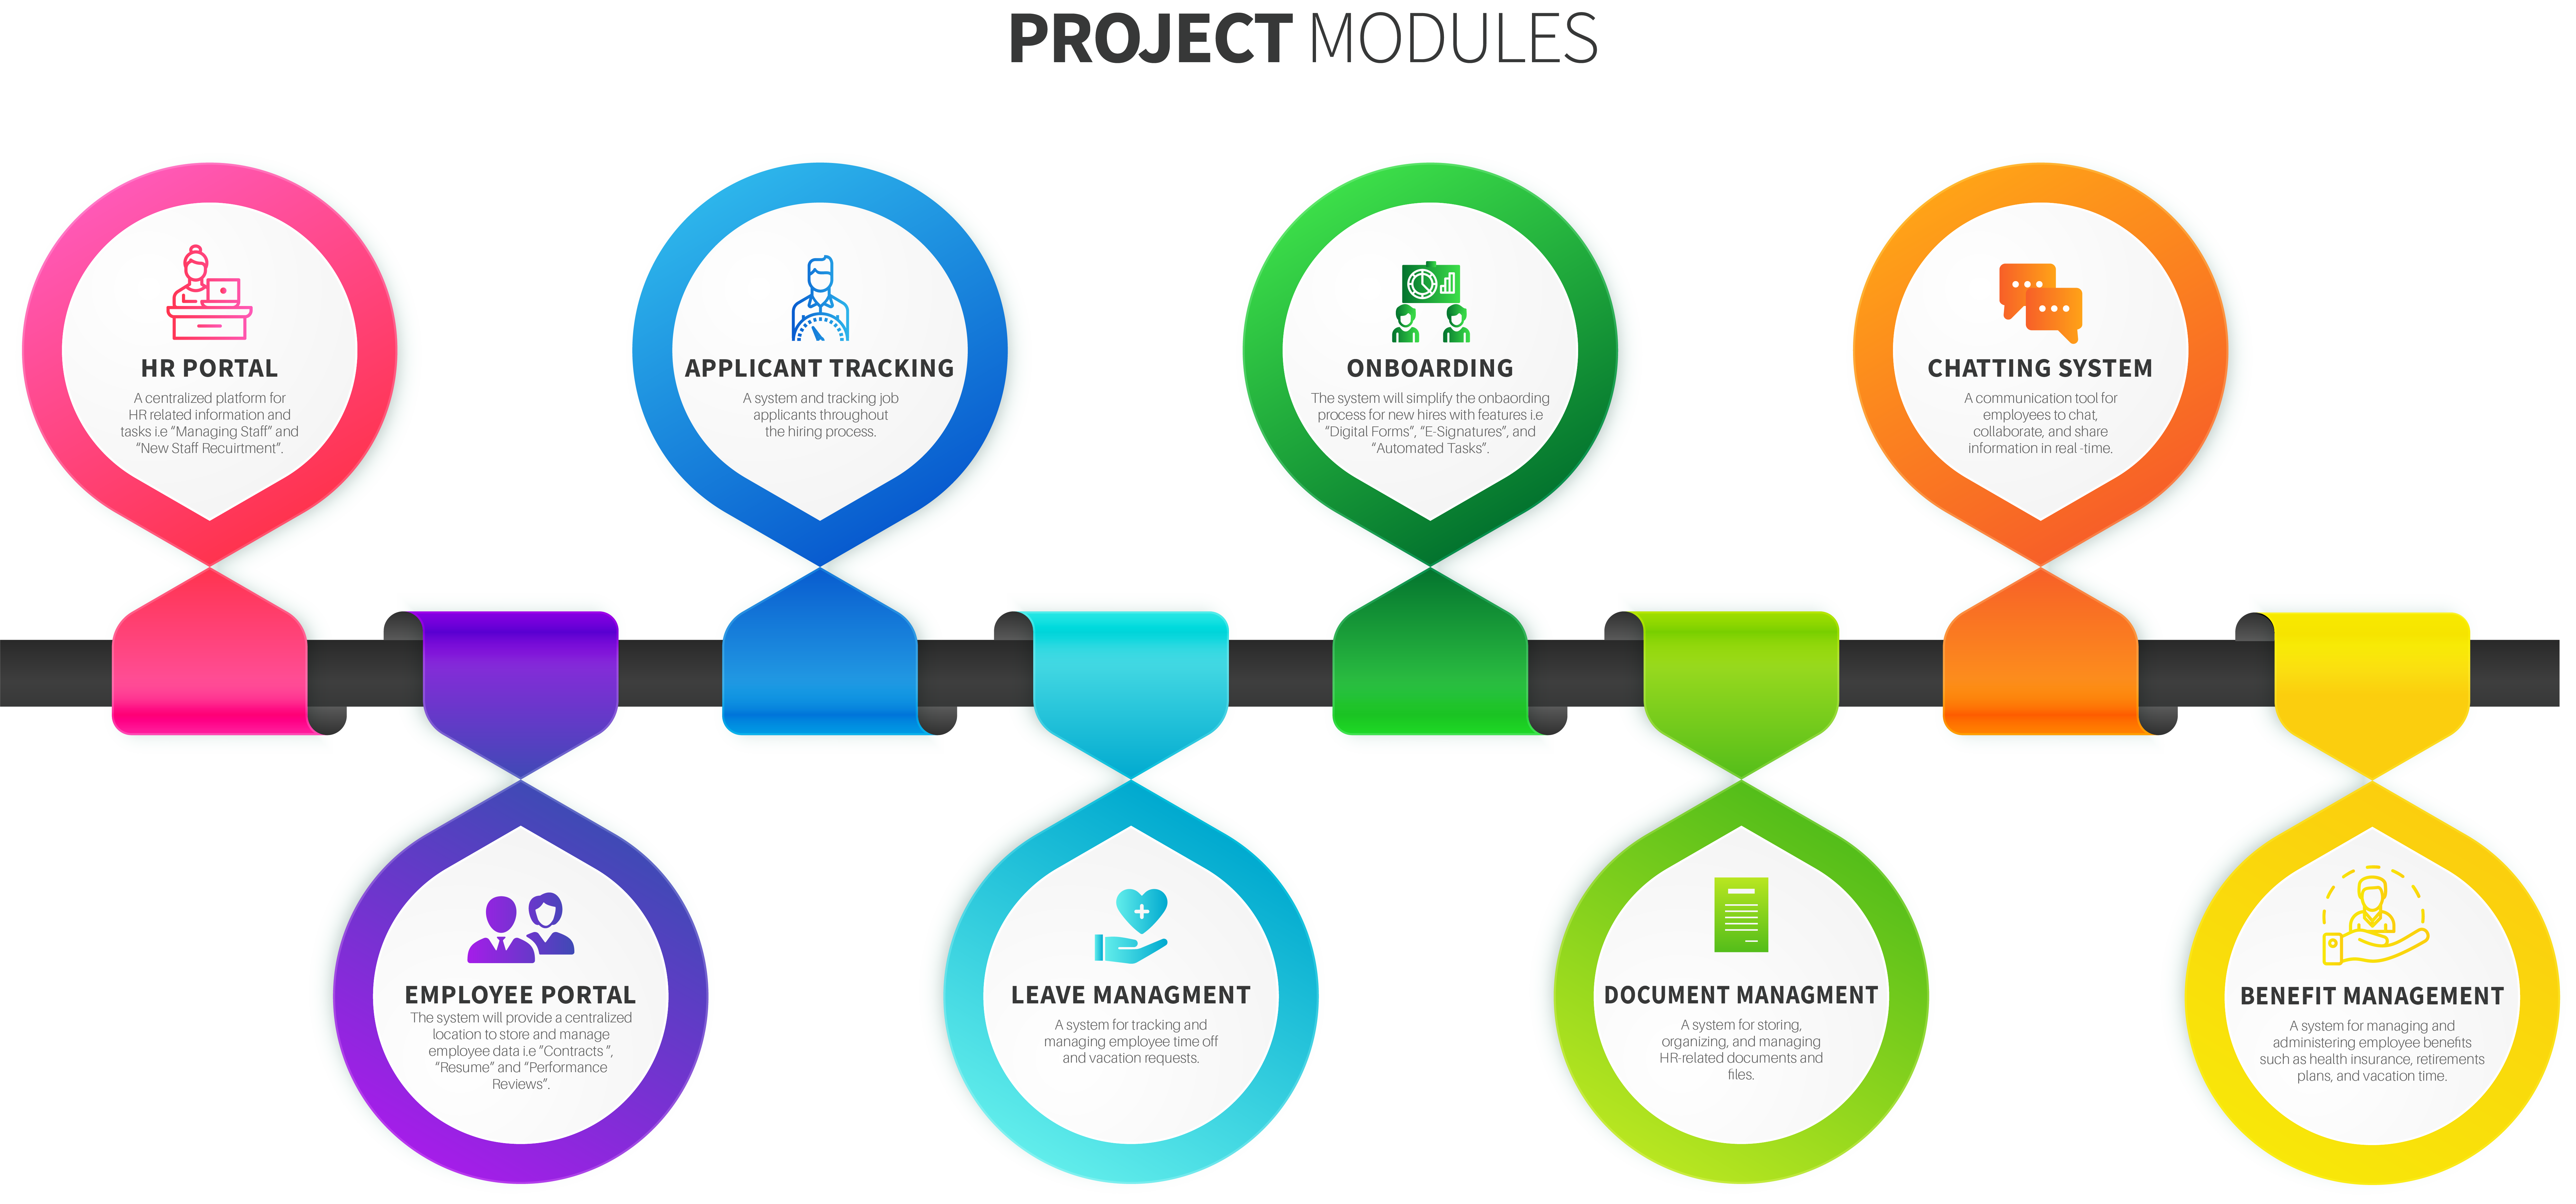 PROJECT MODULES
HR PORTAL
A centralized platform for
HR related information and
tasks i.e "Managing Staff" and
"New Staff Recuirtment".
EMPLOYEE PORTAL
The system will provide a centralized
location to store and manage
employee data i.e "Contracts ",
"Resume" and "Performance
Reviews".
APPLICANT TRACKING
A system and tracking job
applicants throughout
the hiring process.
LEAVE MANAGMENT
A system for tracking and
managing employee time off
and vacation requests.
ONBOARDING
The system will simplify the onbaording
process for new hires with features i.e
"Digital Forms", "E-Signatures", and
"Automated Tasks".
DOCUMENT MANAGMENT
A system for storing,
organizing, and managing
HR-related documents and
files.
CHATTING SYSTEM
A communication tool for
employees to chat,
collaborate, and share
information in real -time.
BENEFIT MANAGEMENT
A system for managing and
administering employee benefits
such as health insurance, retirements
plans, and vacation time.